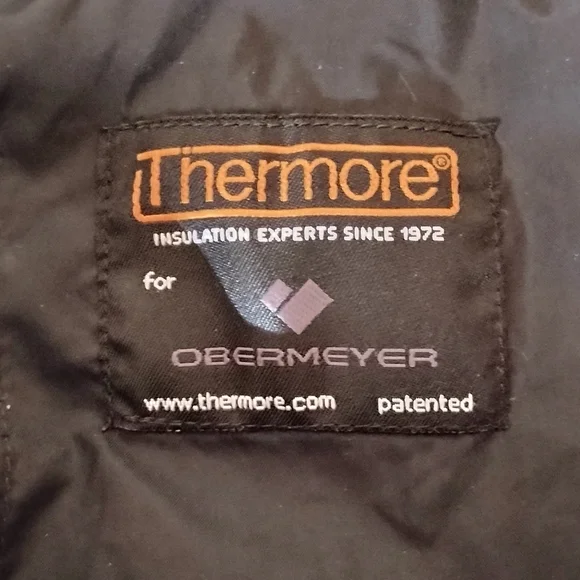 Thermore®
INSULATION EXPERTS SINCE 1972
for
OBERMEYER
www.thermore.com patented